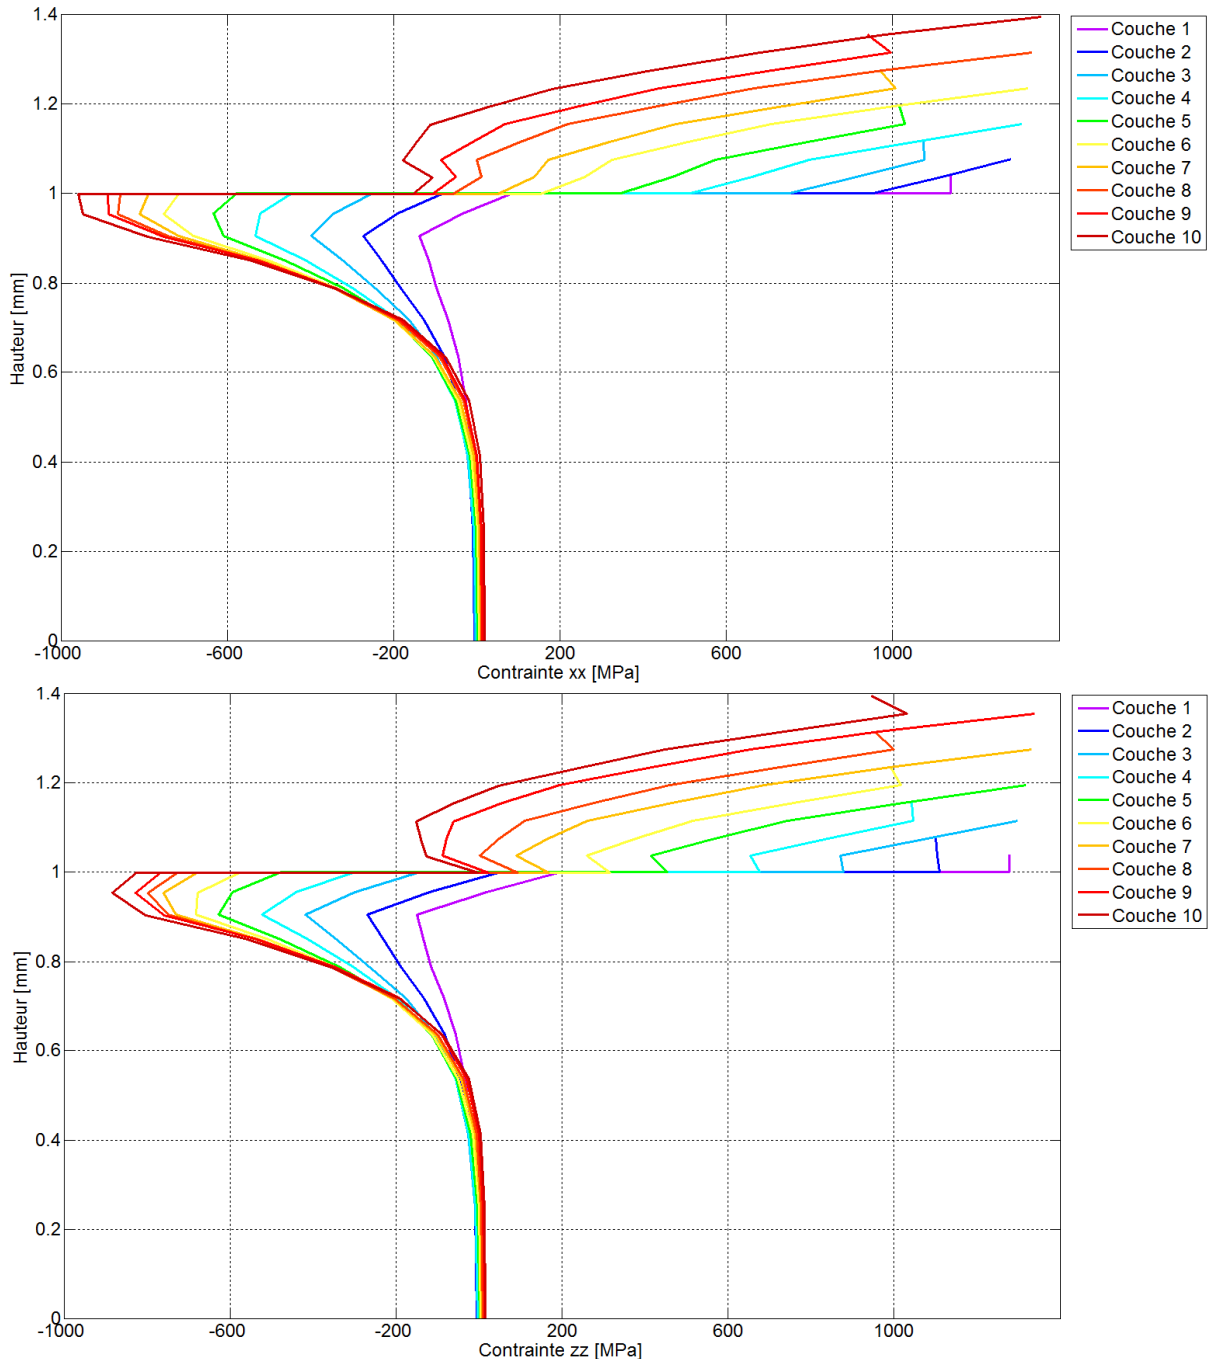 1.4
1.2
1
0.8
0.6
0.4
0.2
0
Hauteur [mm]
-1000
-600
-200
200
600
1000
Contrainte xx [MPa]
Couche 1
Couche 2
Couche 3
Couche 4
Couche 5
Couche 6
Couche 7
Couche 8
Couche 9
Couche 10
1.4
1.2
1
0.8
0.6
0.4
0.2
0
Hauteur [mm]
-1000
-600
-200
200
600
1000
Contrainte zz [MPa]
Couche 1
Couche 2
Couche 3
Couche 4
Couche 5
Couche 6
Couche 7
Couche 8
Couche 9
Couche 10